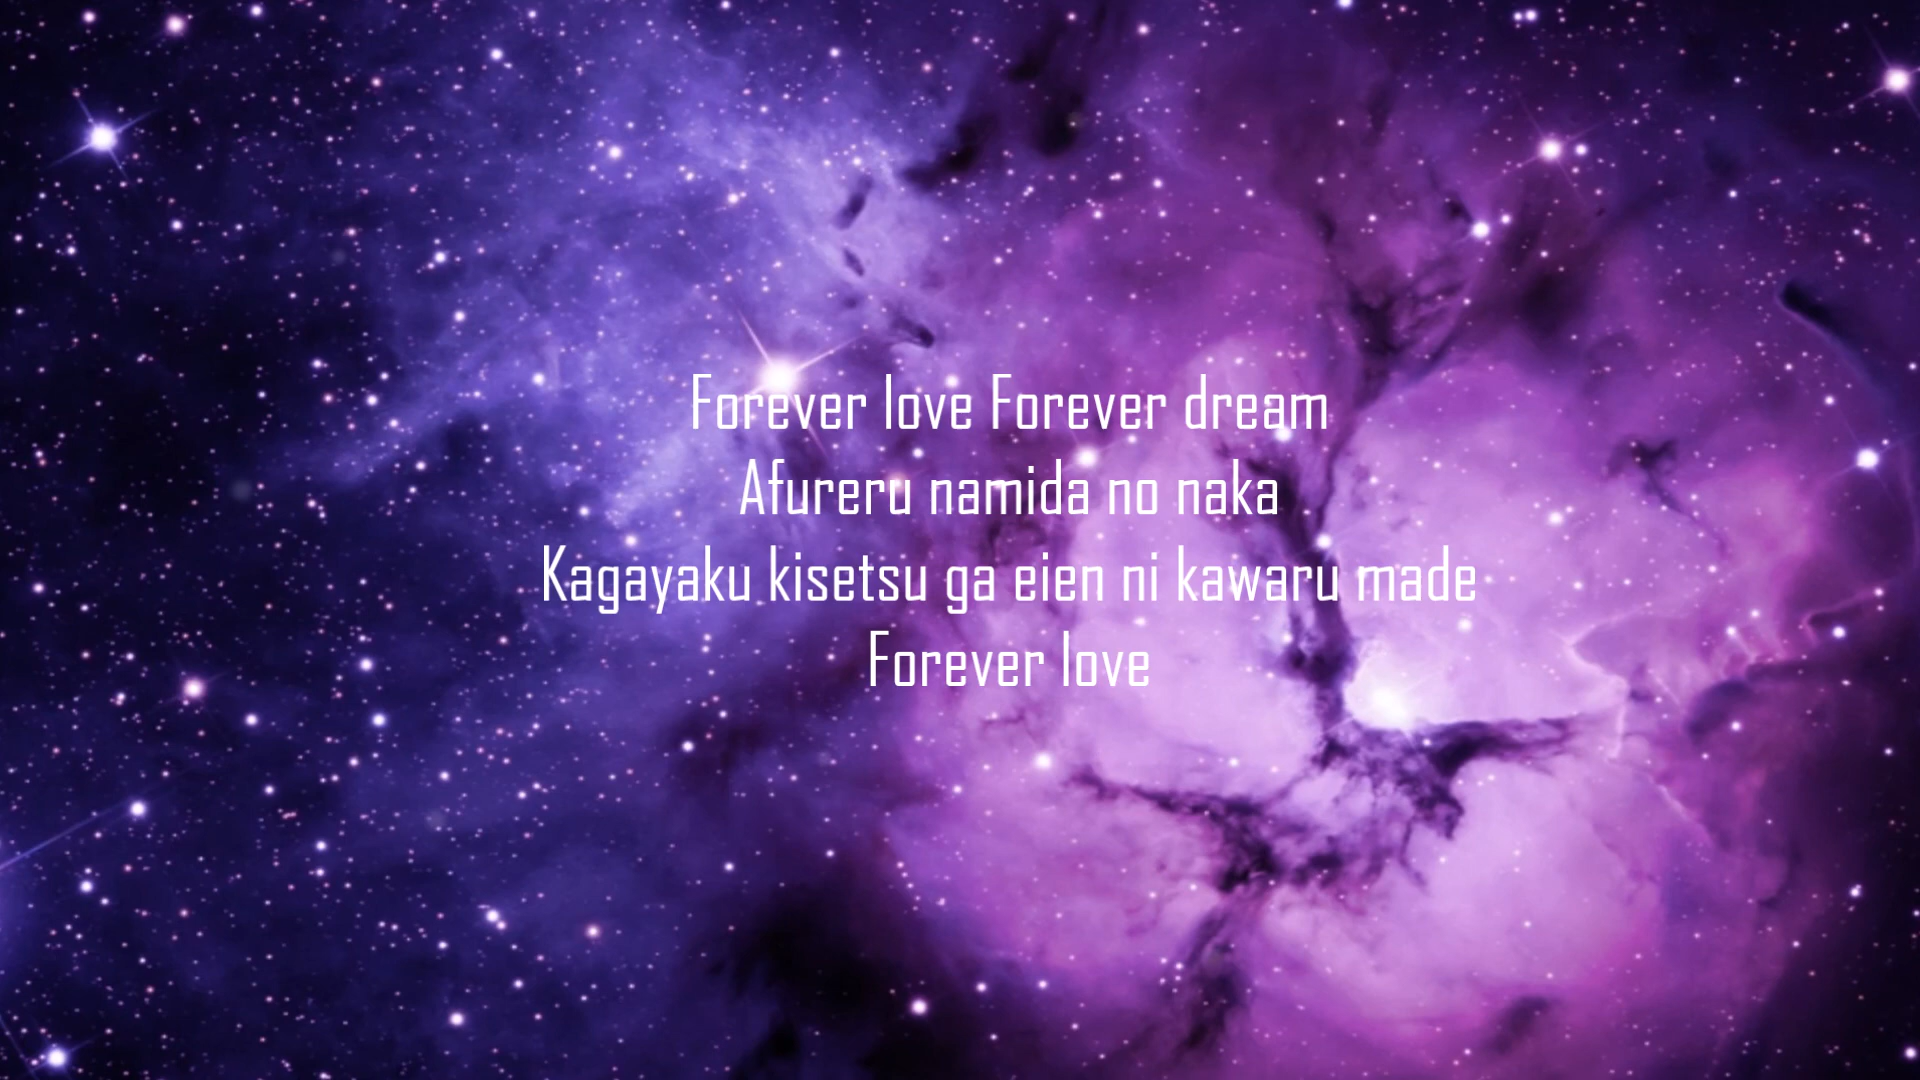 Forever love Forever dream
Afureru namida no naka
Kagayaku kisetsu ga eien ni kawaru made
Forever love